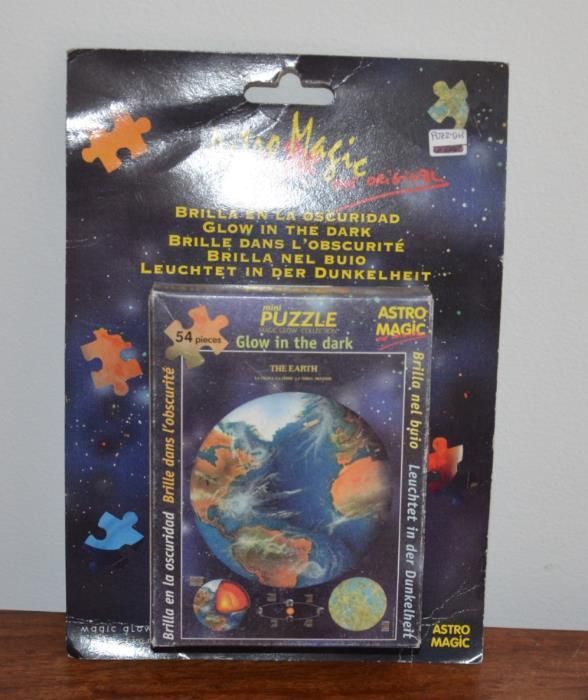 Astro Magic
ORIGINAL
BRILLA EN LA OSCURIDAD
GLOW IN THE DARK
BRILLE DANS L'OBSCURITÉ
BRILLA NEL BUIO
LEUCHTET IN DER DUNKELHEIT
mini
PUZZLE
MAGIC GLOW COLLECTION
54 pieces
Glow in the dark
ASTRO
MAGIC
THE EARTH
Brilla en la oscuridad Brille dans l'obscurité
Brilla nel buio Leuchtet in der Dunkelheit
magic glow
ASTRO
MAGIC